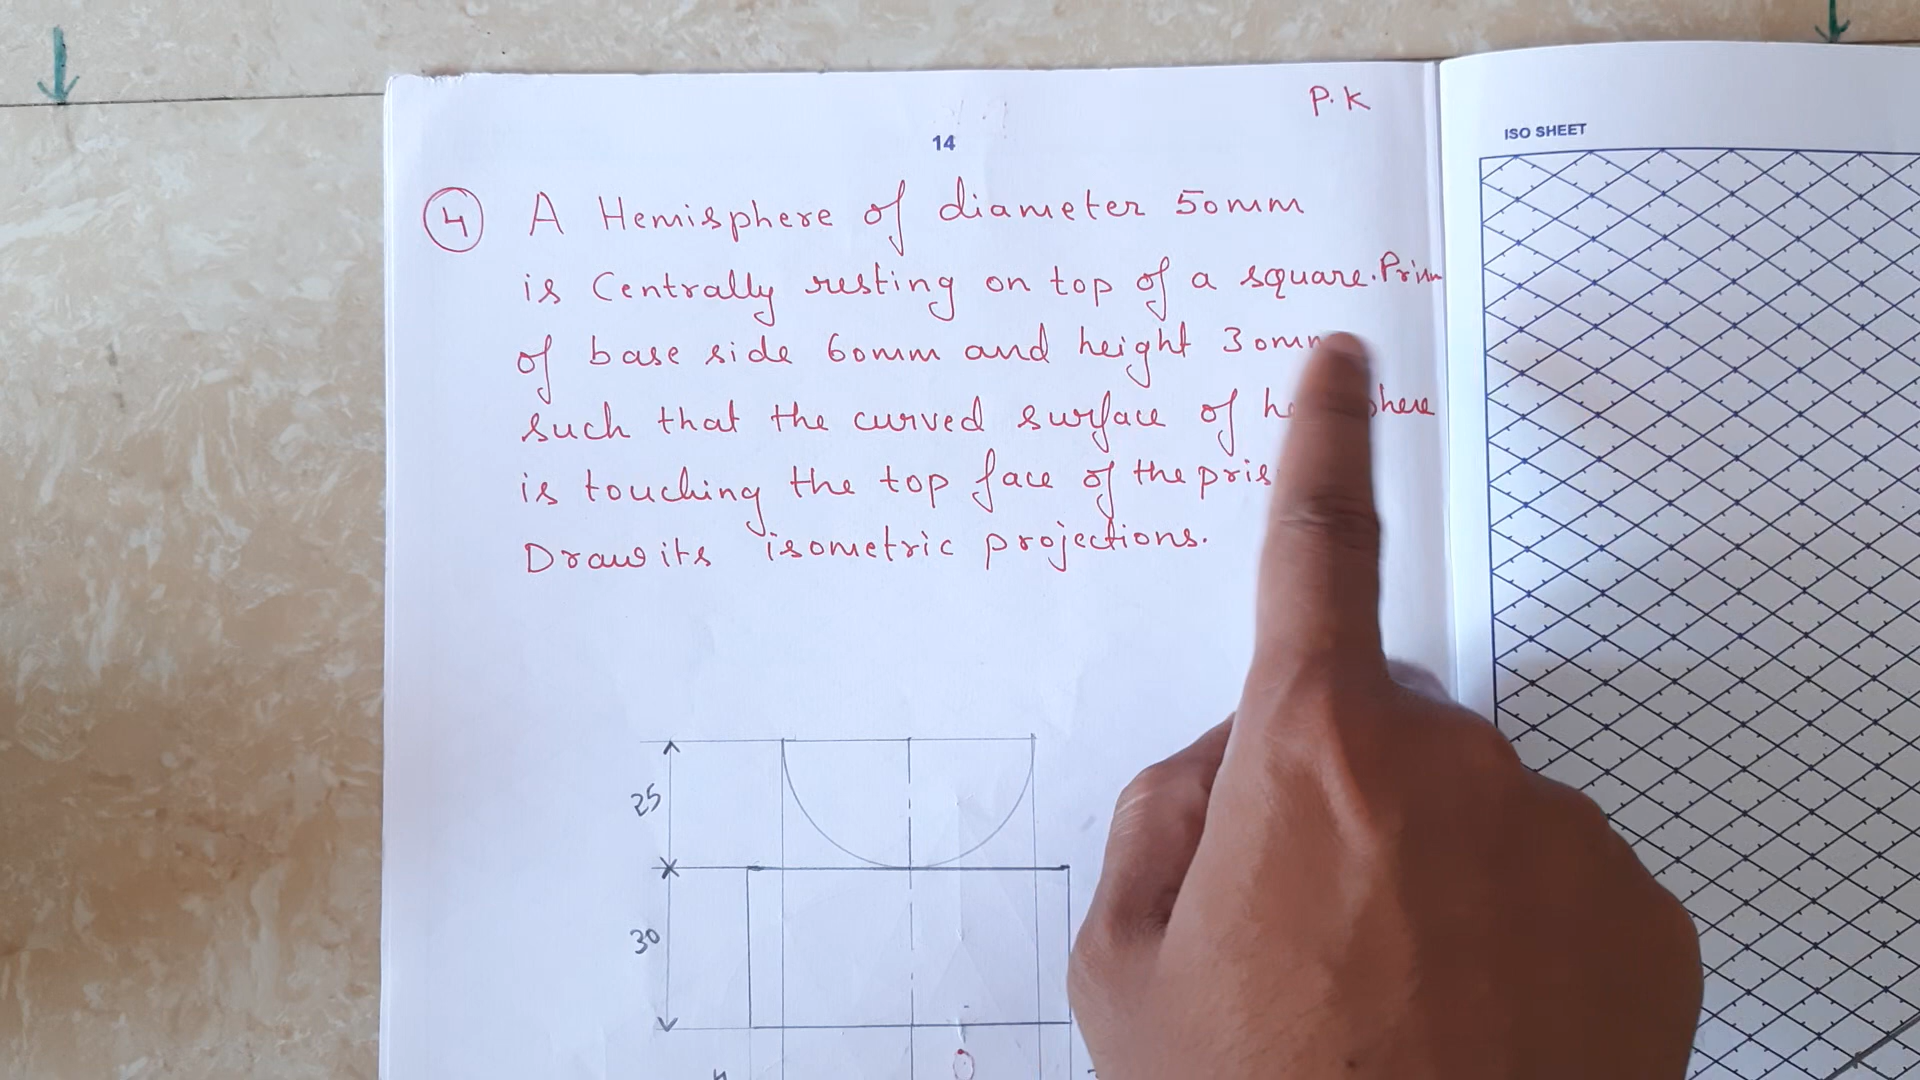 P.K
14
ISO SHEET
4 A Hemisphere of diameter 50mm
is Centrally resting on top of a square.Prism
of base side 60mm and height 30mm
such that the curved surface of
is touching the top face of the
Draw its isometric projections.
25
30